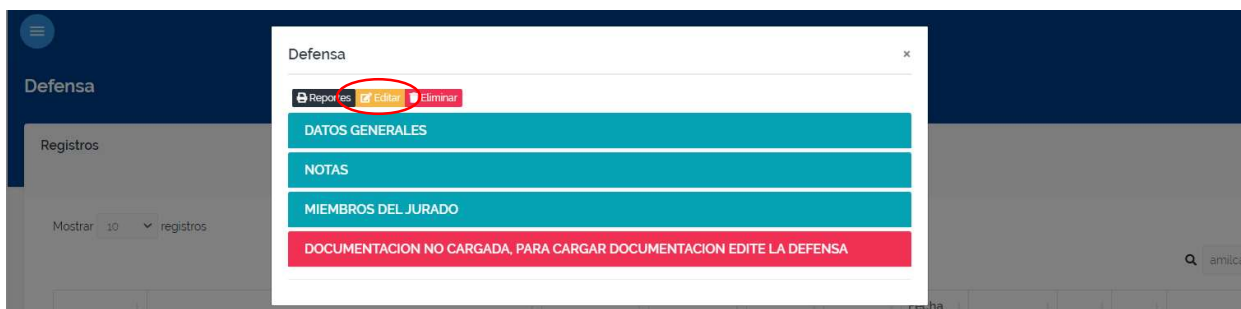 Defensa
×
Defensa
Reportes Editar Eliminar
DATOS GENERALES
Registros
NOTAS
MIEMBROS DEL JURADO
Mostrar 10 registros
DOCUMENTACION NO CARGADA, PARA CARGAR DOCUMENTACION EDITE LA DEFENSA